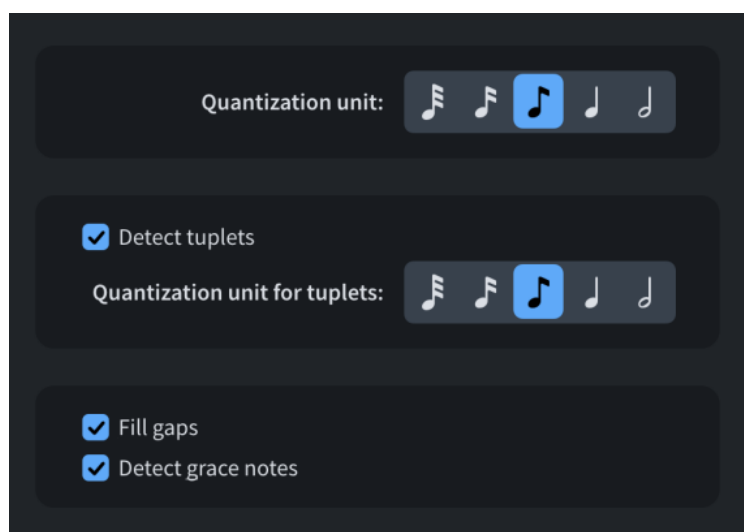 Quantization unit:
Detect tuplets
Quantization unit for tuplets:
Fill gaps
Detect grace notes